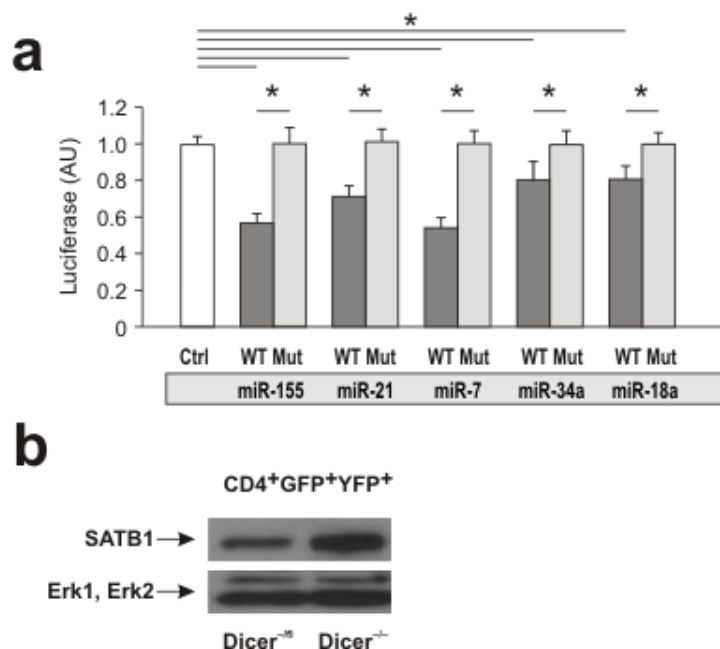 a
*
* * * * *
Luciferase (AU)
1.2
1.0
0.8
0.6
0.4
0.2
0
Ctrl WT Mut WT Mut WT Mut WT Mut WT Mut
miR-155 miR-21 miR-7 miR-34a miR-18a
b
CD4⁺GFP⁺YFP⁺
SATB1
Erk1, Erk2
Dicer⁻/ᶠˡ Dicer⁻/⁻